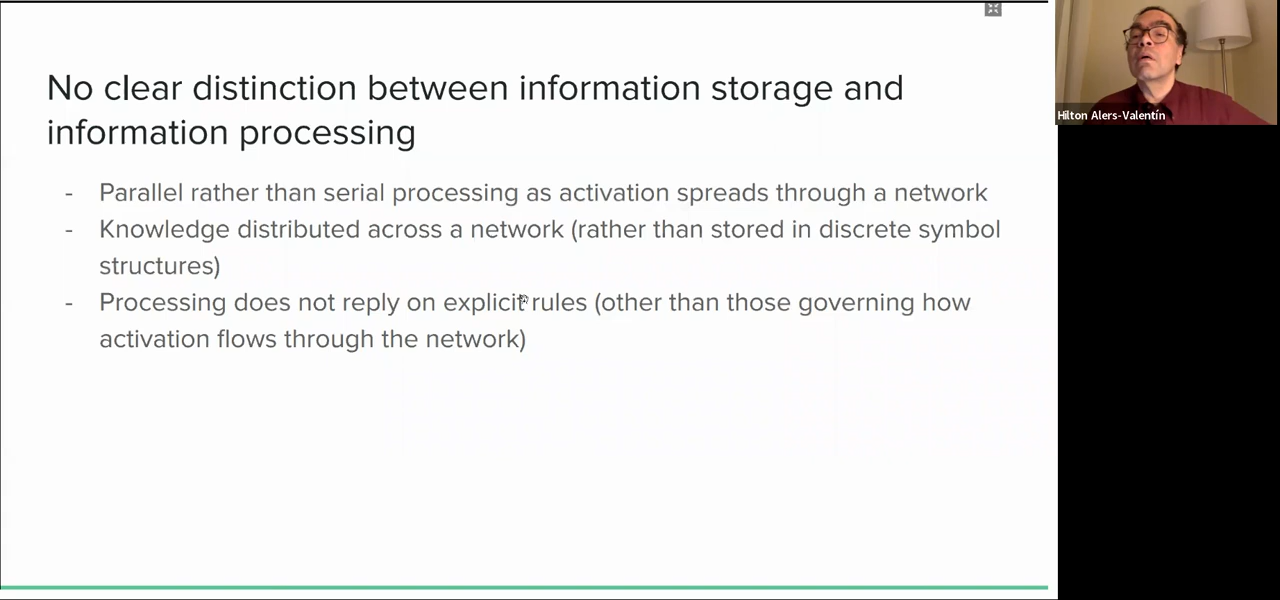 No clear distinction between information storage and
information processing
- Parallel rather than serial processing as activation spreads through a network
- Knowledge distributed across a network (rather than stored in discrete symbol
structures)
- Processing does not reply on explicit rules (other than those governing how
activation flows through the network)
Hilton Alers-Valentín